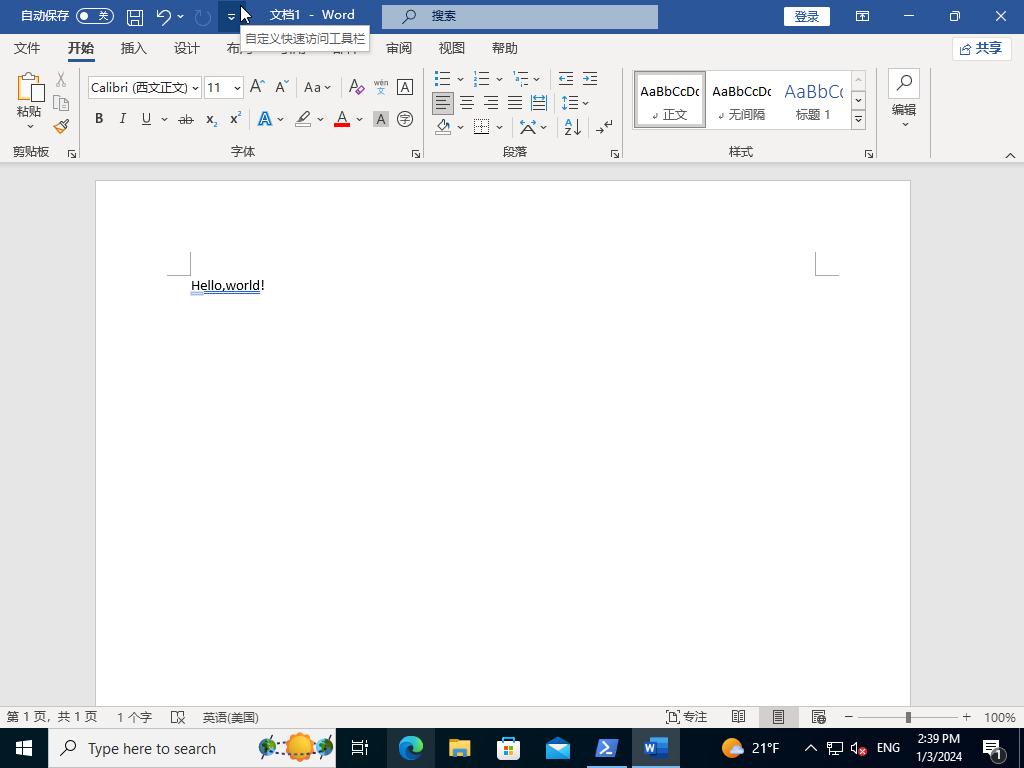 自动保存 关 文档1 - Word 搜索 登录
自定义快速访问工具栏
文件 开始 插入 设计 审阅 视图 帮助 共享
粘贴 Calibri (西文正文) 11 Aa wén 文 A AaBbCcDc AaBbCcDc AaBbCc
B I U ab x₂ x² A A A 字 正文 无间隔 标题 1 编辑
剪贴板 字体 段落 样式
Hello,world!
第 1 页，共 1 页 1 个字 英语(美国) 专注 100%
Type here to search 21°F ENG 2:39 PM
1/3/2024 1